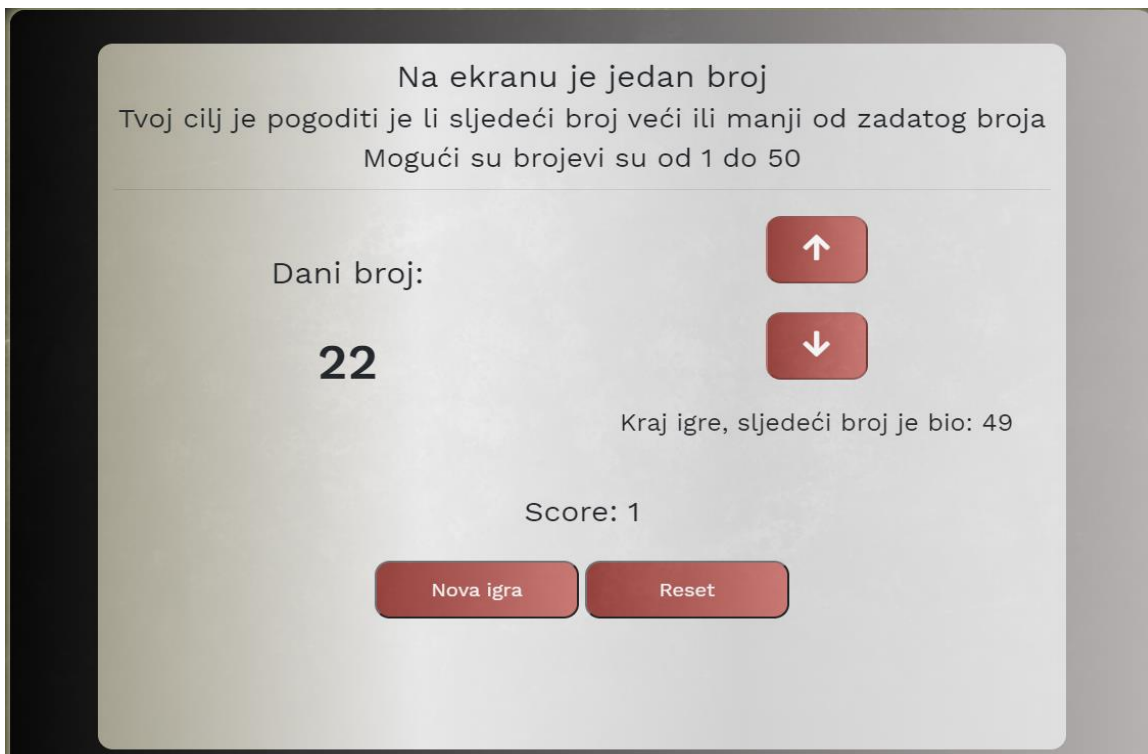 Na ekranu je jedan broj
Tvoj cilj je pogoditi je li sljedeći broj veći ili manji od zadatog broja
Mogući su brojevi su od 1 do 50
Dani broj:
22
Kraj igre, sljedeći broj je bio: 49
Score: 1
Nova igra
Reset